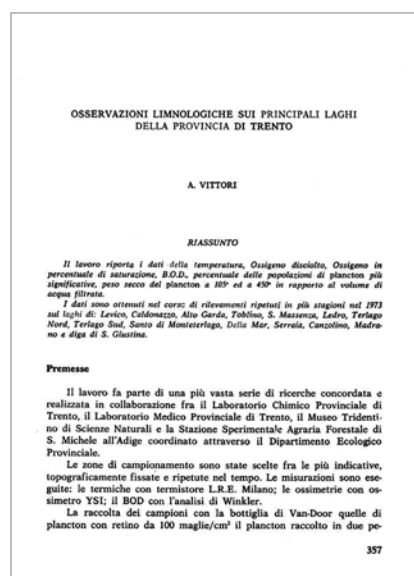 OSSERVAZIONI LIMNOLOGICHE SUI PRINCIPALI LAGHI
DELLA PROVINCIA DI TRENTO
A. VITTORI
RIASSUNTO
Il lavoro riporta i dati della temperatura, Ossigeno disciolto, Ossigeno in
percentuale di saturazione, B.O.D., percentuale delle popolazioni di plancton più
significative, peso secco del plancton a 105° ed a 450° in rapporto al volume di
acqua filtrata.
I dati sono ottenuti nel corso di rilevamenti ripetuti in più stagioni nel 1973
sui laghi di: Levico, Caldonazzo, Alto Garda, Toblino, S. Massenza, Ledro, Terlago
Nord, Terlago Sud, Santo di Monteterlago, Della Mar, Serraia, Canzolino, Madra-
no e diga di S. Giustina.
Premesse
Il lavoro fa parte di una più vasta serie di ricerche concordata e
realizzata in collaborazione fra il Laboratorio Chimico Provinciale di
Trento, il Laboratorio Medico Provinciale di Trento, il Museo Tridenti-
no di Scienze Naturali e la Stazione Sperimentale Agraria Forestale di
S. Michele all'Adige coordinato attraverso il Dipartimento Ecologico
Provinciale.
Le zone di campionamento sono state scelte fra le più indicative,
topograficamente fissate e ripetute nel tempo. Le misurazioni sono ese-
guite: le termiche con termistore L.R.E. Milano; le ossimetrie con os-
simetro YSI; il BOD con l'analisi di Winkler.
La raccolta dei campioni con la bottiglia di Van-Door quelle di
plancton con retino da 100 maglie/cm² il plancton raccolto in due pe-
357